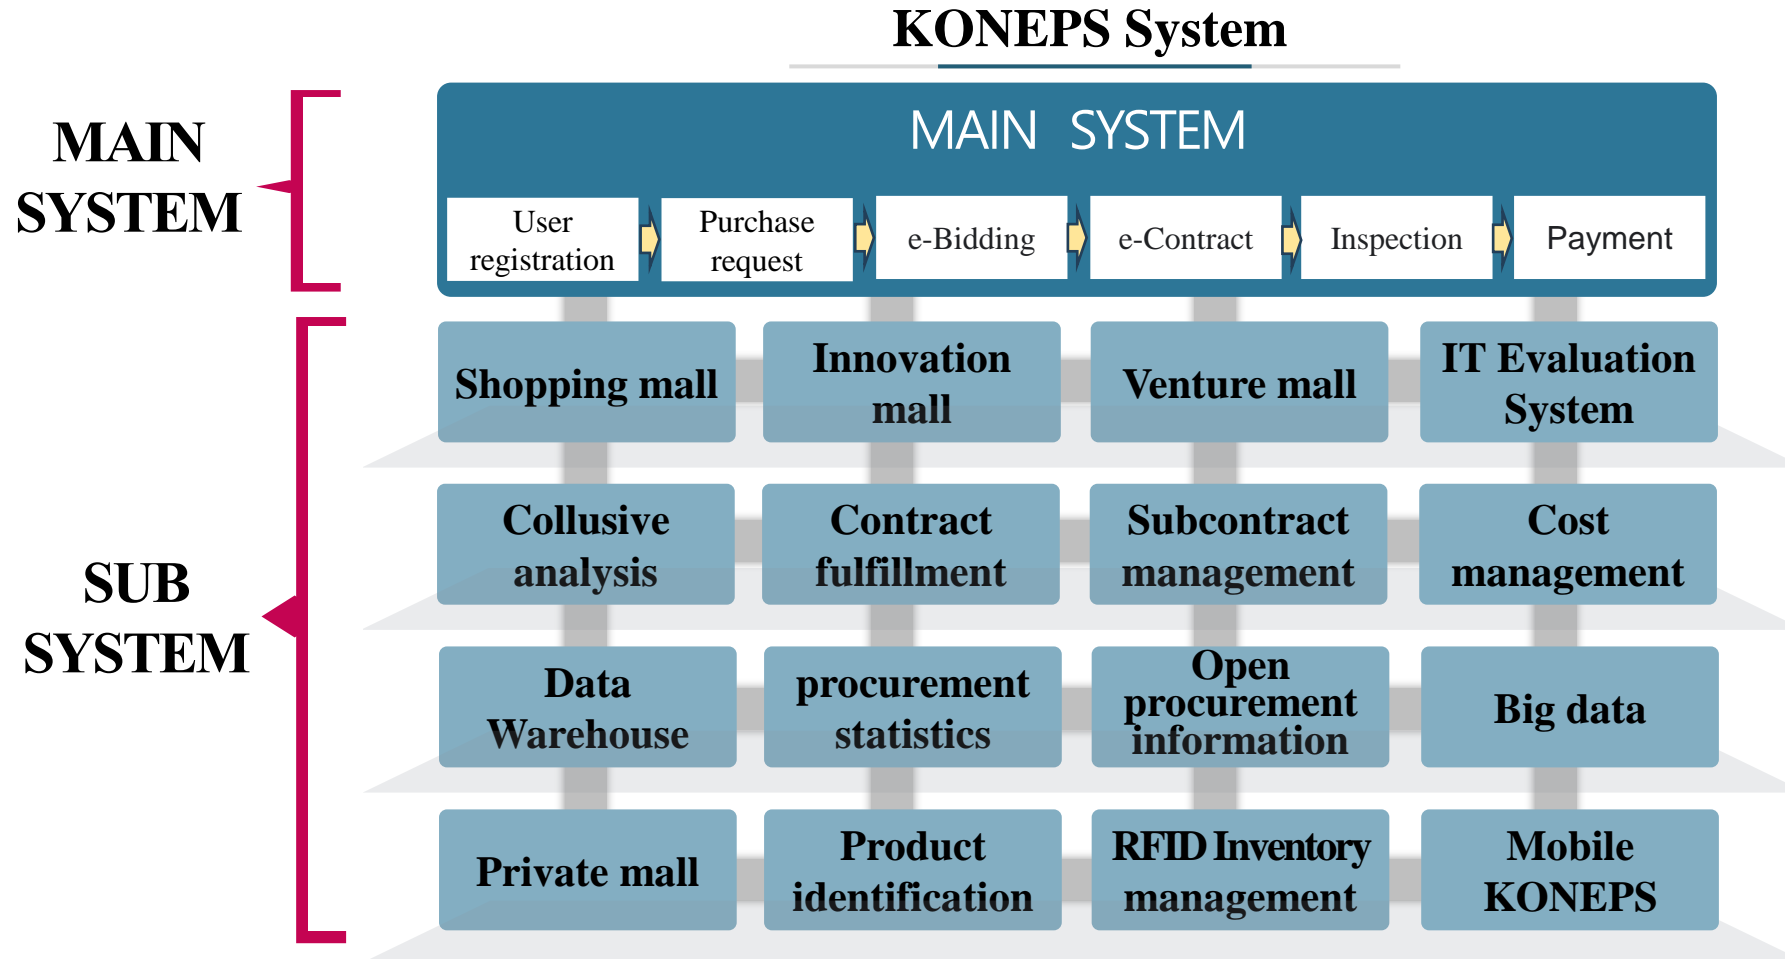 KONEPS System
MAIN
SYSTEM
MAIN SYSTEM
User
registration
Purchase
request
e-Bidding
e-Contract
Inspection
Payment
SUB
SYSTEM
Shopping mall
Innovation
mall
Venture mall
IT Evaluation
System
Collusive
analysis
Contract
fulfillment
Subcontract
management
Cost
management
Data
Warehouse
procurement
statistics
Open
procurement
information
Big data
Private mall
Product
identification
RFID Inventory
management
Mobile
KONEPS